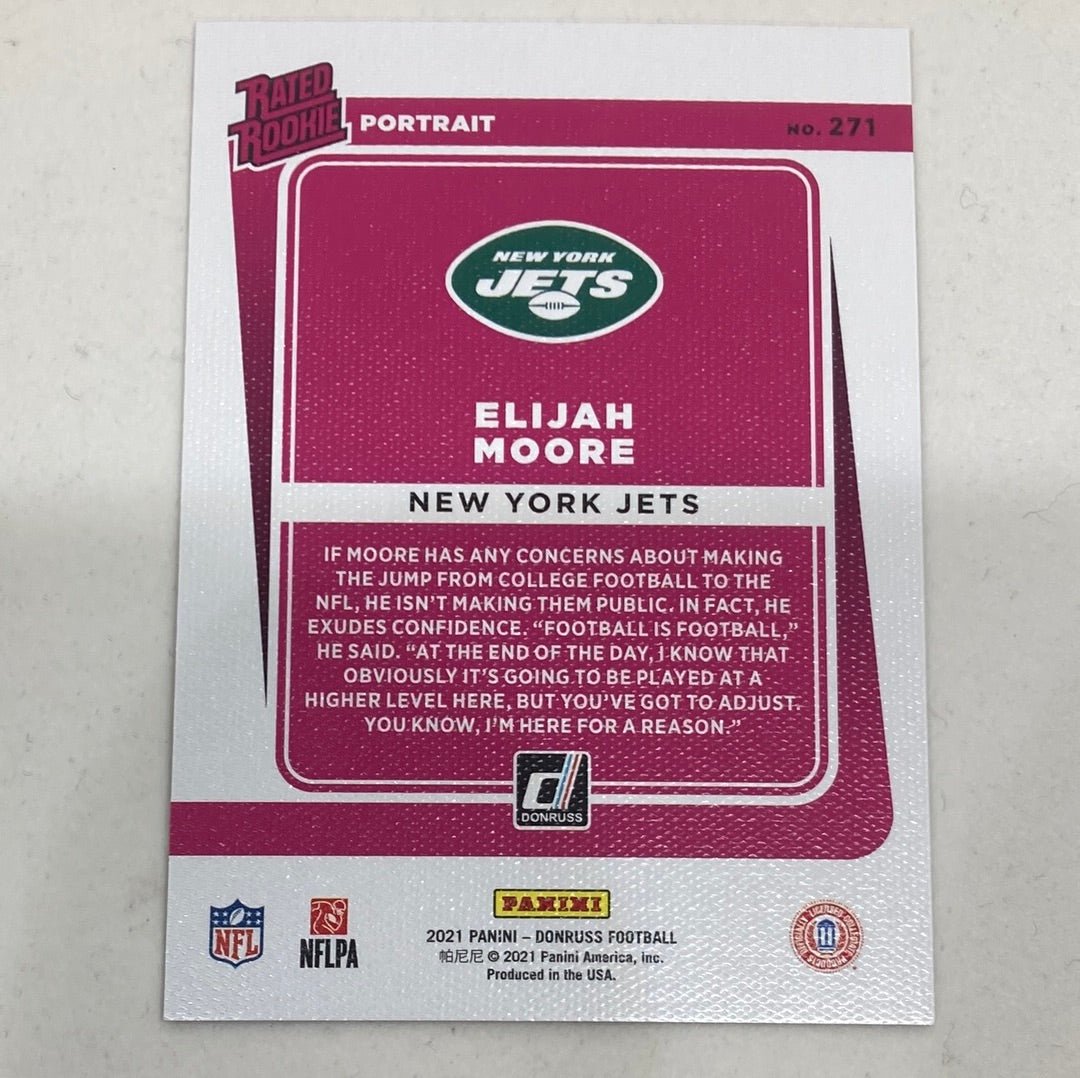 RATED
ROOKIE
PORTRAIT
NO. 271
NEW YORK
JETS
ELIJAH
MOORE
NEW YORK JETS
IF MOORE HAS ANY CONCERNS ABOUT MAKING
THE JUMP FROM COLLEGE FOOTBALL TO THE
NFL, HE ISN'T MAKING THEM PUBLIC. IN FACT, HE
EXUDES CONFIDENCE. “FOOTBALL IS FOOTBALL,”
HE SAID. “AT THE END OF THE DAY, I KNOW THAT
OBVIOUSLY IT'S GOING TO BE PLAYED AT A
HIGHER LEVEL HERE, BUT YOU'VE GOT TO ADJUST.
YOU KNOW, I'M HERE FOR A REASON.”
DONRUSS
PANINI
NFL
NFLPA
2021 PANINI – DONRUSS FOOTBALL
帕尼尼 © 2021 Panini America, Inc.
Produced in the USA.
OFFICIALLY LICENSED COLLEGIATE PRODUCTS